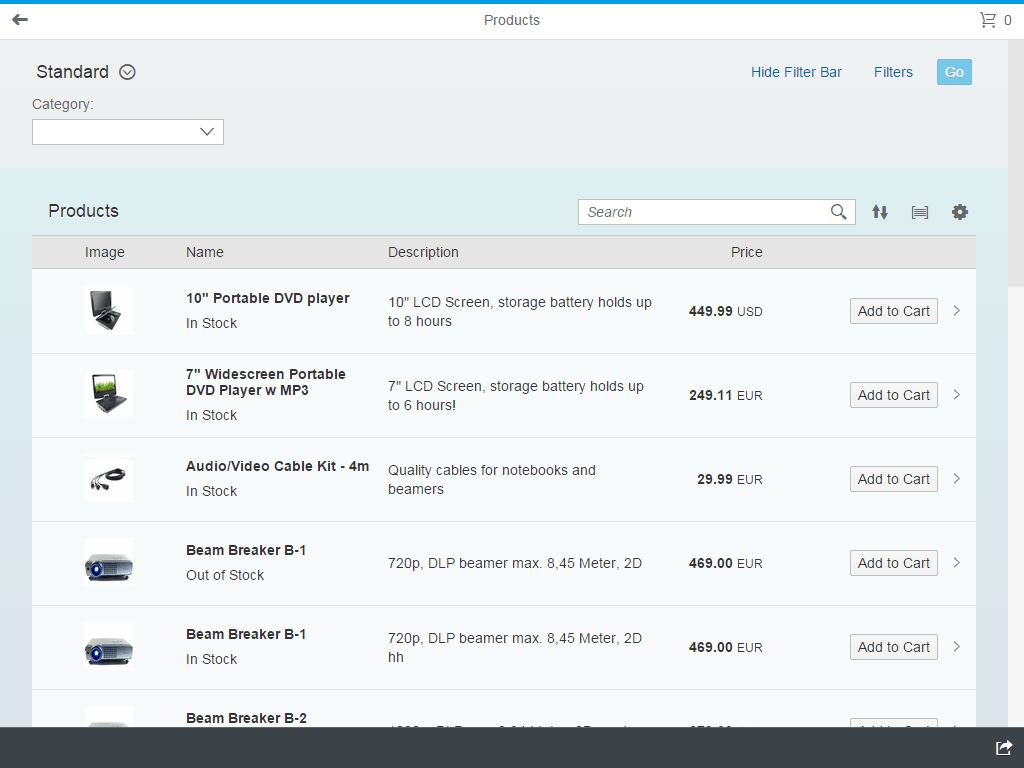 Products
0
Standard
Hide Filter Bar
Filters
Go
Category:
Products
Search
Image
Name
Description
Price
10" Portable DVD player
In Stock
10" LCD Screen, storage battery holds up
to 8 hours
449.99 USD
Add to Cart
7" Widescreen Portable
DVD Player w MP3
In Stock
7" LCD Screen, storage battery holds up
to 6 hours!
249.11 EUR
Add to Cart
Audio/Video Cable Kit - 4m
In Stock
Quality cables for notebooks and
beamers
29.99 EUR
Add to Cart
Beam Breaker B-1
Out of Stock
720p, DLP beamer max. 8,45 Meter, 2D
469.00 EUR
Add to Cart
Beam Breaker B-1
In Stock
720p, DLP beamer max. 8,45 Meter, 2D
hh
469.00 EUR
Add to Cart
Beam Breaker B-2